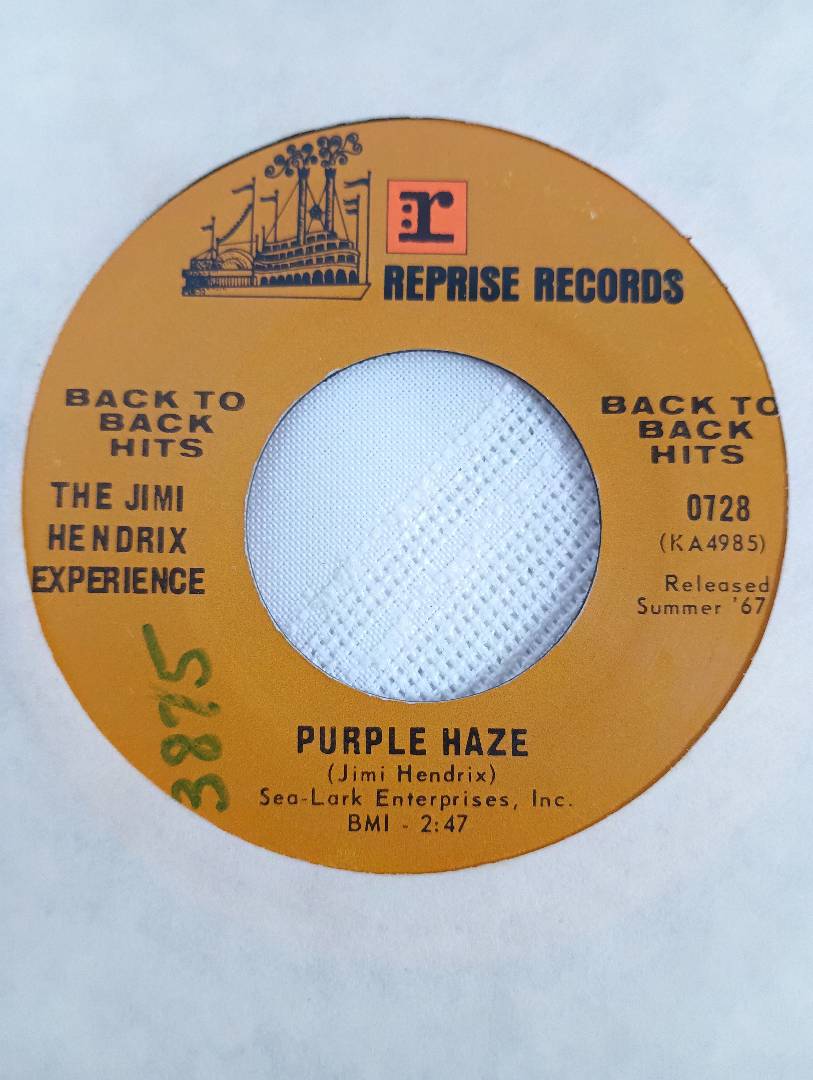 r
REPRISE RECORDS
BACK TO
BACK
HITS
THE JIMI
HENDRIX
EXPERIENCE
BACK TO
BACK
HITS
0728
(KA4985)
Released
Summer '67
3875
PURPLE HAZE
(Jimi Hendrix)
Sea-Lark Enterprises, Inc.
BMI - 2:47